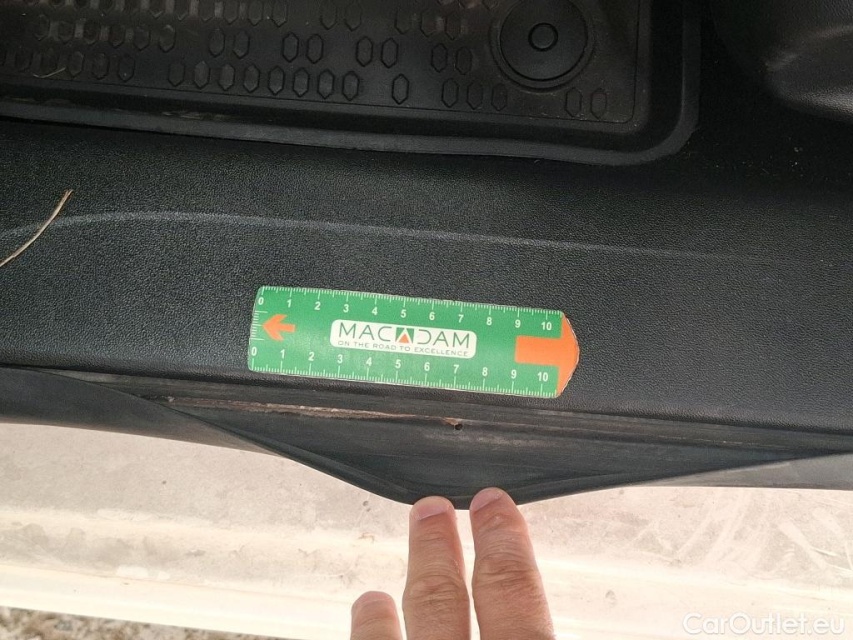 0 1 2 3 4 5 6 7 8 9 10
MACADAM
ON THE ROAD TO EXCELLENCE
0 1 2 3 4 5 6 7 8 9 10
CarOutlet.eu